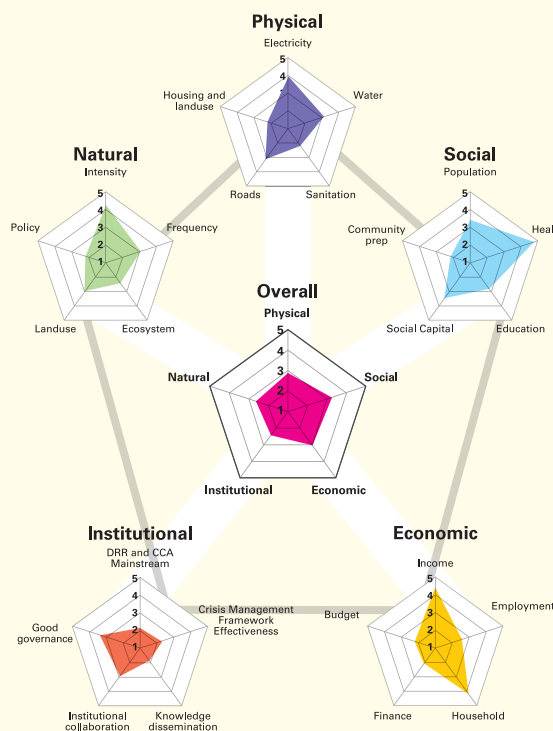 Physical
Electricity
5
4
3
2
1
Housing and
landuse
Water
Roads
Sanitation
Natural
Intensity
5
4
3
2
1
Policy
Frequency
Landuse
Ecosystem
Social
Population
5
4
3
2
1
Community
prep
Heal
Social Capital
Education
Overall
Physical
5
4
3
2
1
Natural
Social
Institutional
Economic
Institutional
DRR and CCA
Mainstream
5
4
3
2
1
Good
governance
Crisis Management
Framework
Effectiveness
Institutional
collaboration
Knowledge
dissemination
Economic
Income
5
4
3
2
1
Budget
Employment
Finance
Household